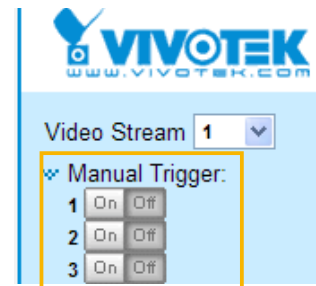 VIVOTEK
www.vivotek.com
Video Stream 1
Manual Trigger:
1 On Off
2 On Off
3 On Off